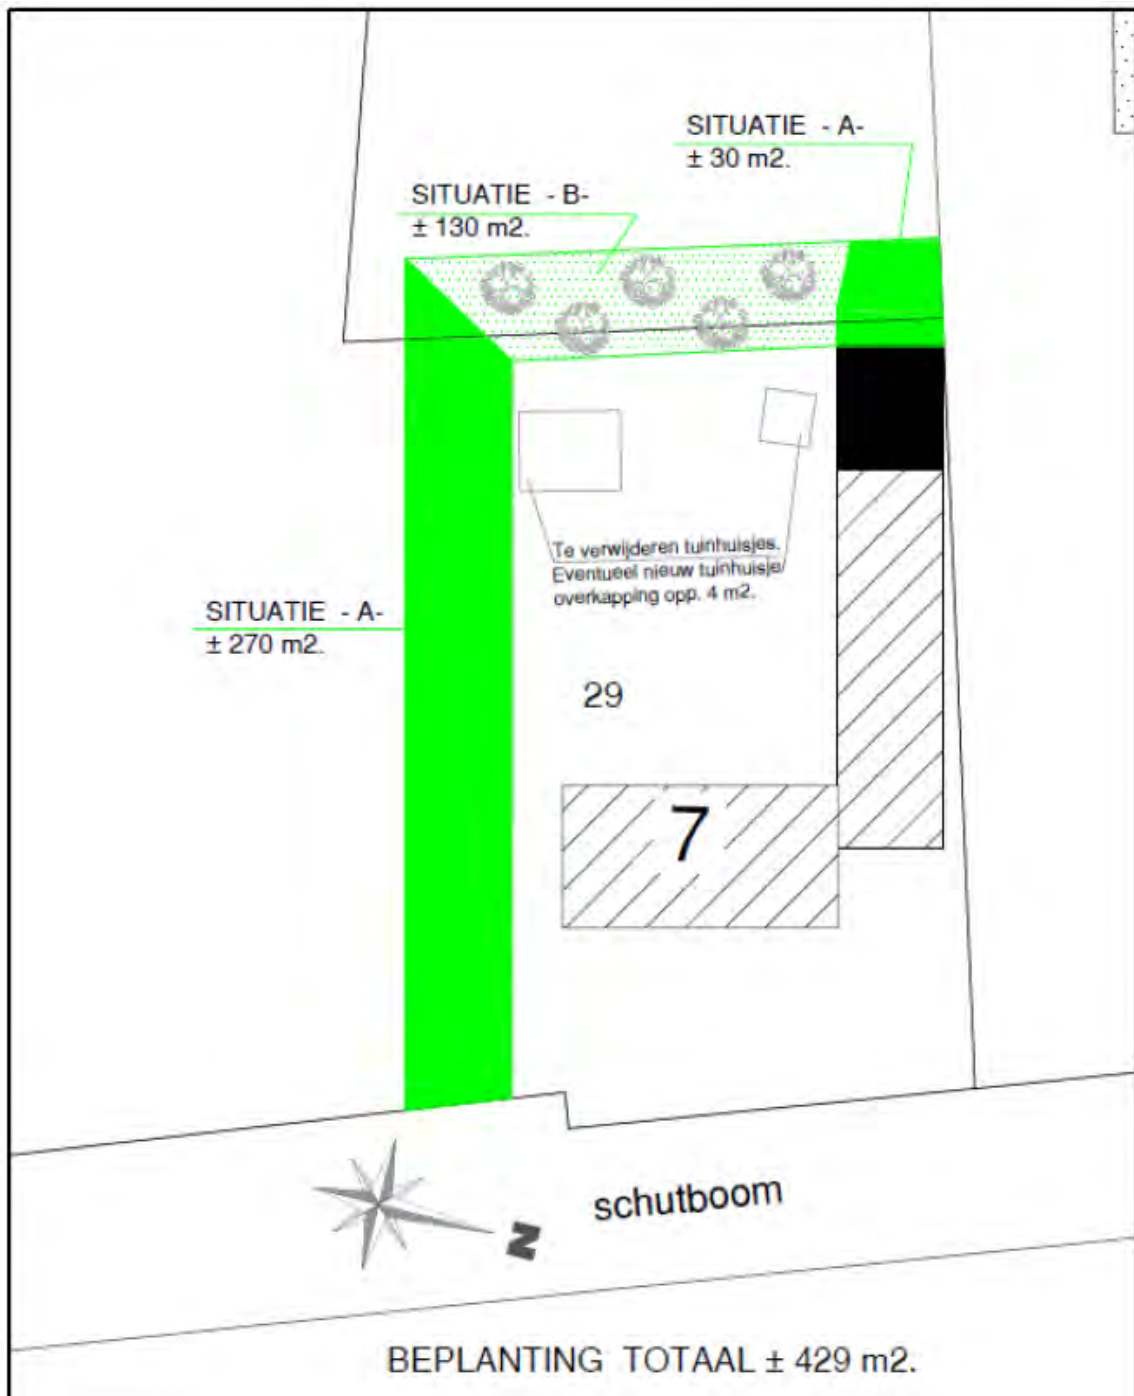 SITUATIE - A-
± 30 m2.
SITUATIE - B-
± 130 m2.
Te verwijderen tuinhuisjes.
Eventueel nieuw tuinhuisje/
overkapping opp. 4 m2.
SITUATIE - A-
± 270 m2.
29
7
schutboom
N
BEPLANTING TOTAAL ± 429 m2.